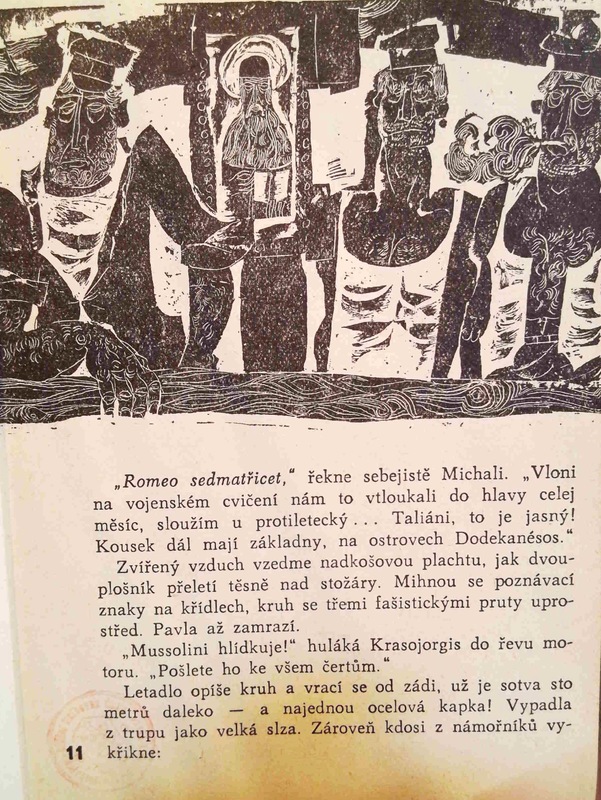 „Romeo sedmatřicet,“ řekne sebejistě Michali. „Vloni
na vojenském cvičení nám to vtloukali do hlavy celej
měsíc, sloužím u protiletecký... Taliáni, to je jasný!
Kousek dál mají základny, na ostrovech Dodekanésos.“
Zvířený vzduch vzedme nadkošovou plachtu, jak dvou-
plošník přeletí těsně nad stožáry. Mihnou se poznávací
znaky na křídlech, kruh se třemi fašistickými pruty upro-
střed. Pavla až zamrazí.
„Mussolini hlídkuje!“ huláká Krasojorgis do řevu mo-
toru. „Pošlete ho ke všem čertům.“
Letadlo opíše kruh a vrací se od zádi, už je sotva sto
metrů daleko — a najednou ocelová kapka! Vypadla
z trupu jako velká slza. Zároveň kdosi z námořníků vy-
křikne:
11